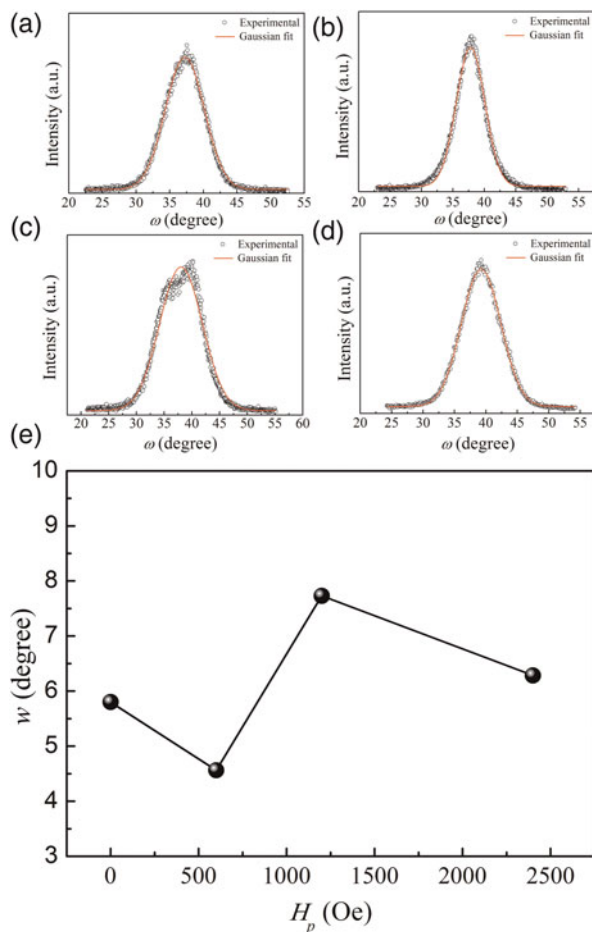 (a)
Experimental
Gaussian fit
Intensity (a.u.)
20 25 30 35 40 45 50 55
ω (degree)
(b)
Experimental
Gaussian fit
Intensity (a.u.)
20 25 30 35 40 45 50 55
ω (degree)
(c)
Experimental
Gaussian fit
Intensity (a.u.)
20 25 30 35 40 45 50 55 60
ω (degree)
(d)
Experimental
Gaussian fit
Intensity (a.u.)
20 25 30 35 40 45 50 55
ω (degree)
(e)
10
9
8
7
6
5
4
3
w (degree)
0 500 1000 1500 2000 2500
Hp (Oe)